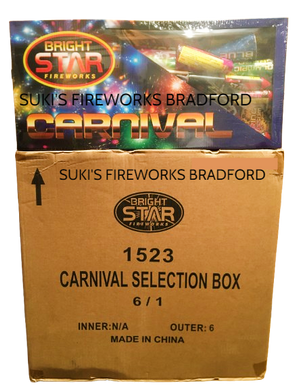 BRIGHT
STAR
FIREWORKS
SUKI'S FIREWORKS BRADFORD
CARNIVAL
SUKI'S FIREWORKS BRADFORD
BRIGHT
STAR
FIREWORKS
1523
CARNIVAL SELECTION BOX
6 / 1
INNER:N/A OUTER: 6
MADE IN CHINA